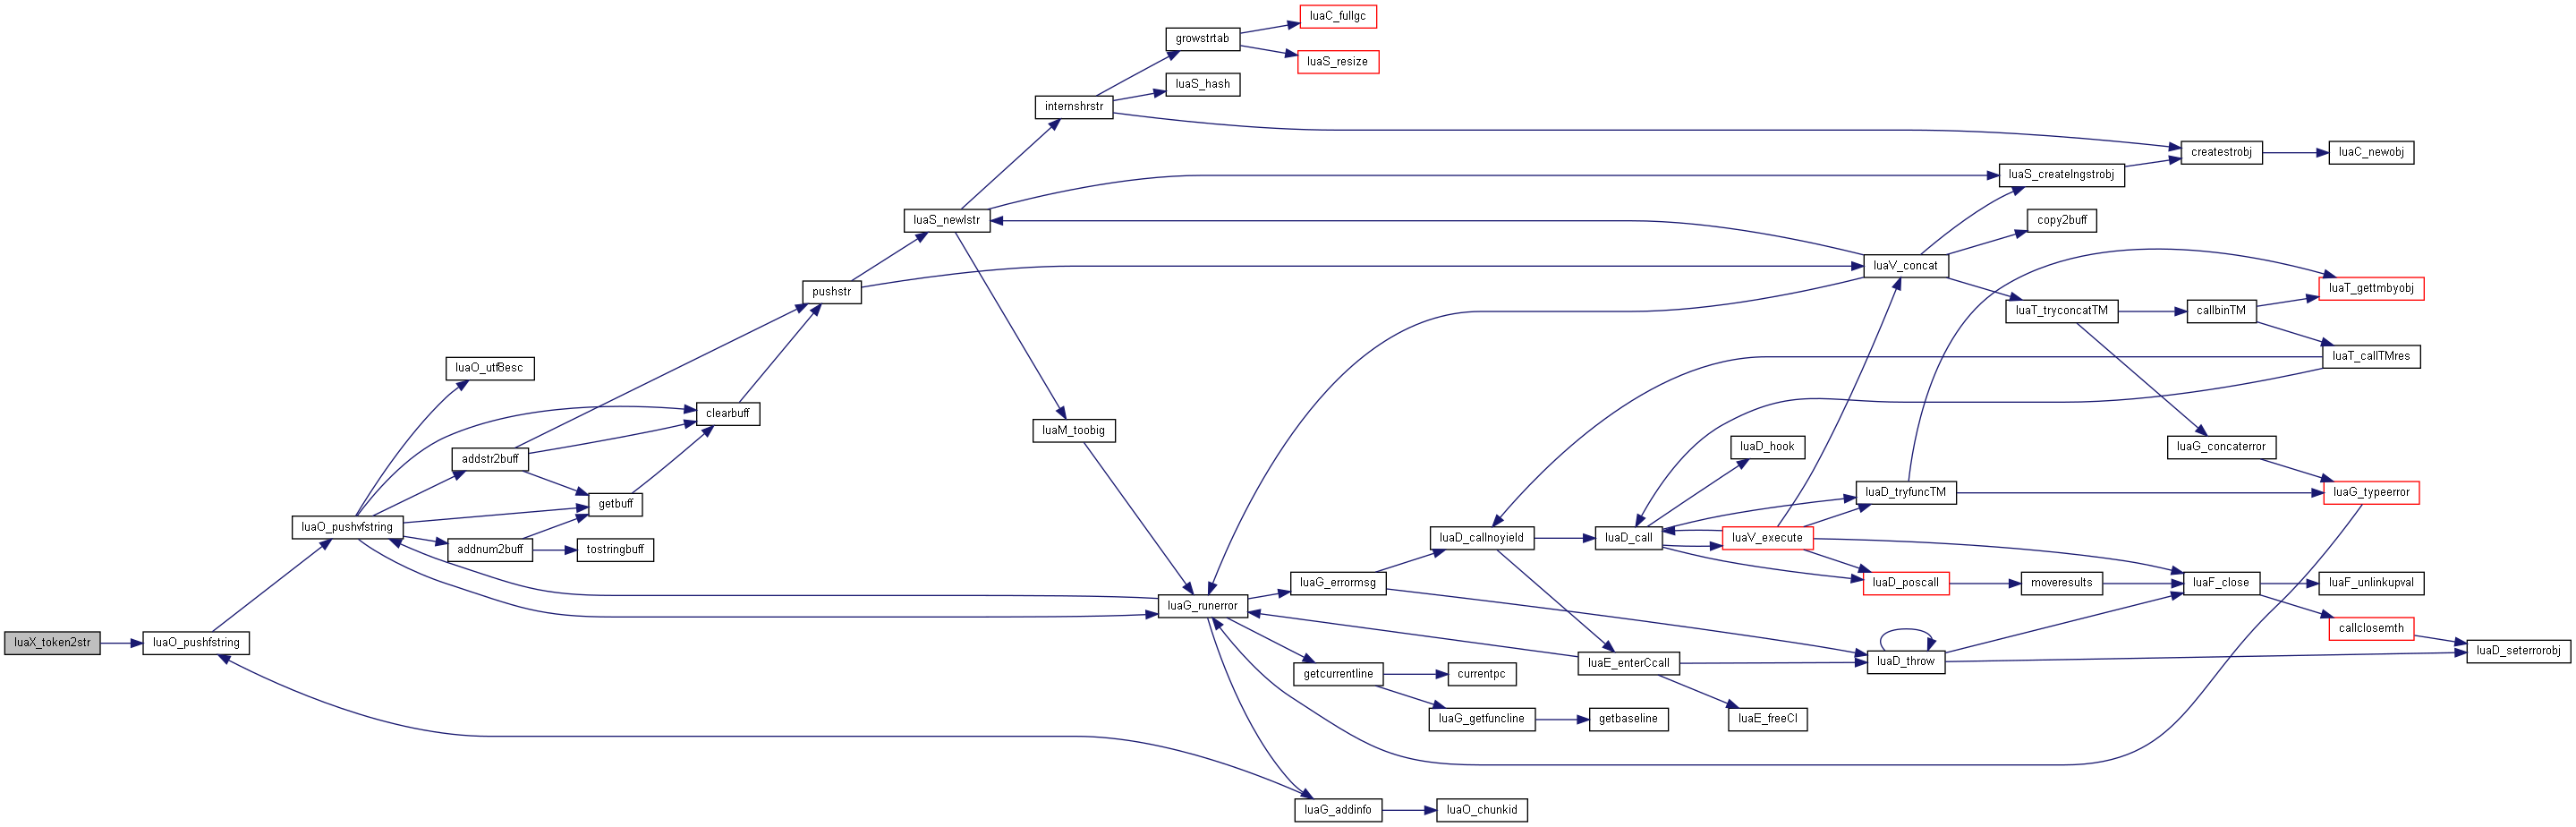 luaC_fullgc
growstrtab
luaS_resize
luaS_hash
internshrstr
createstrobj
luaC_newobj
luaS_createlngstrobj
luaS_newlstr
copy2buff
luaV_concat
pushstr
luaT_gettmbyobj
luaT_tryconcatTM
callbinTM
luaT_callTMres
luaO_utf8esc
clearbuff
luaM_toobig
luaD_hook
luaG_concaterror
addstr2buff
luaD_tryfuncTM
luaG_typeerror
getbuff
luaO_pushvfstring
luaD_callnoyield
luaD_call
luaV_execute
addnum2buff
tostringbuff
luaG_errormsg
luaD_poscall
moveresults
luaF_close
luaF_unlinkupval
luaG_runerror
callclosemth
luaX_token2str
luaO_pushfstring
luaD_seterrorobj
luaE_enterCcall
luaD_throw
getcurrentline
currentpc
luaG_getfuncline
getbaseline
luaE_freeCI
luaG_addinfo
luaO_chunkid